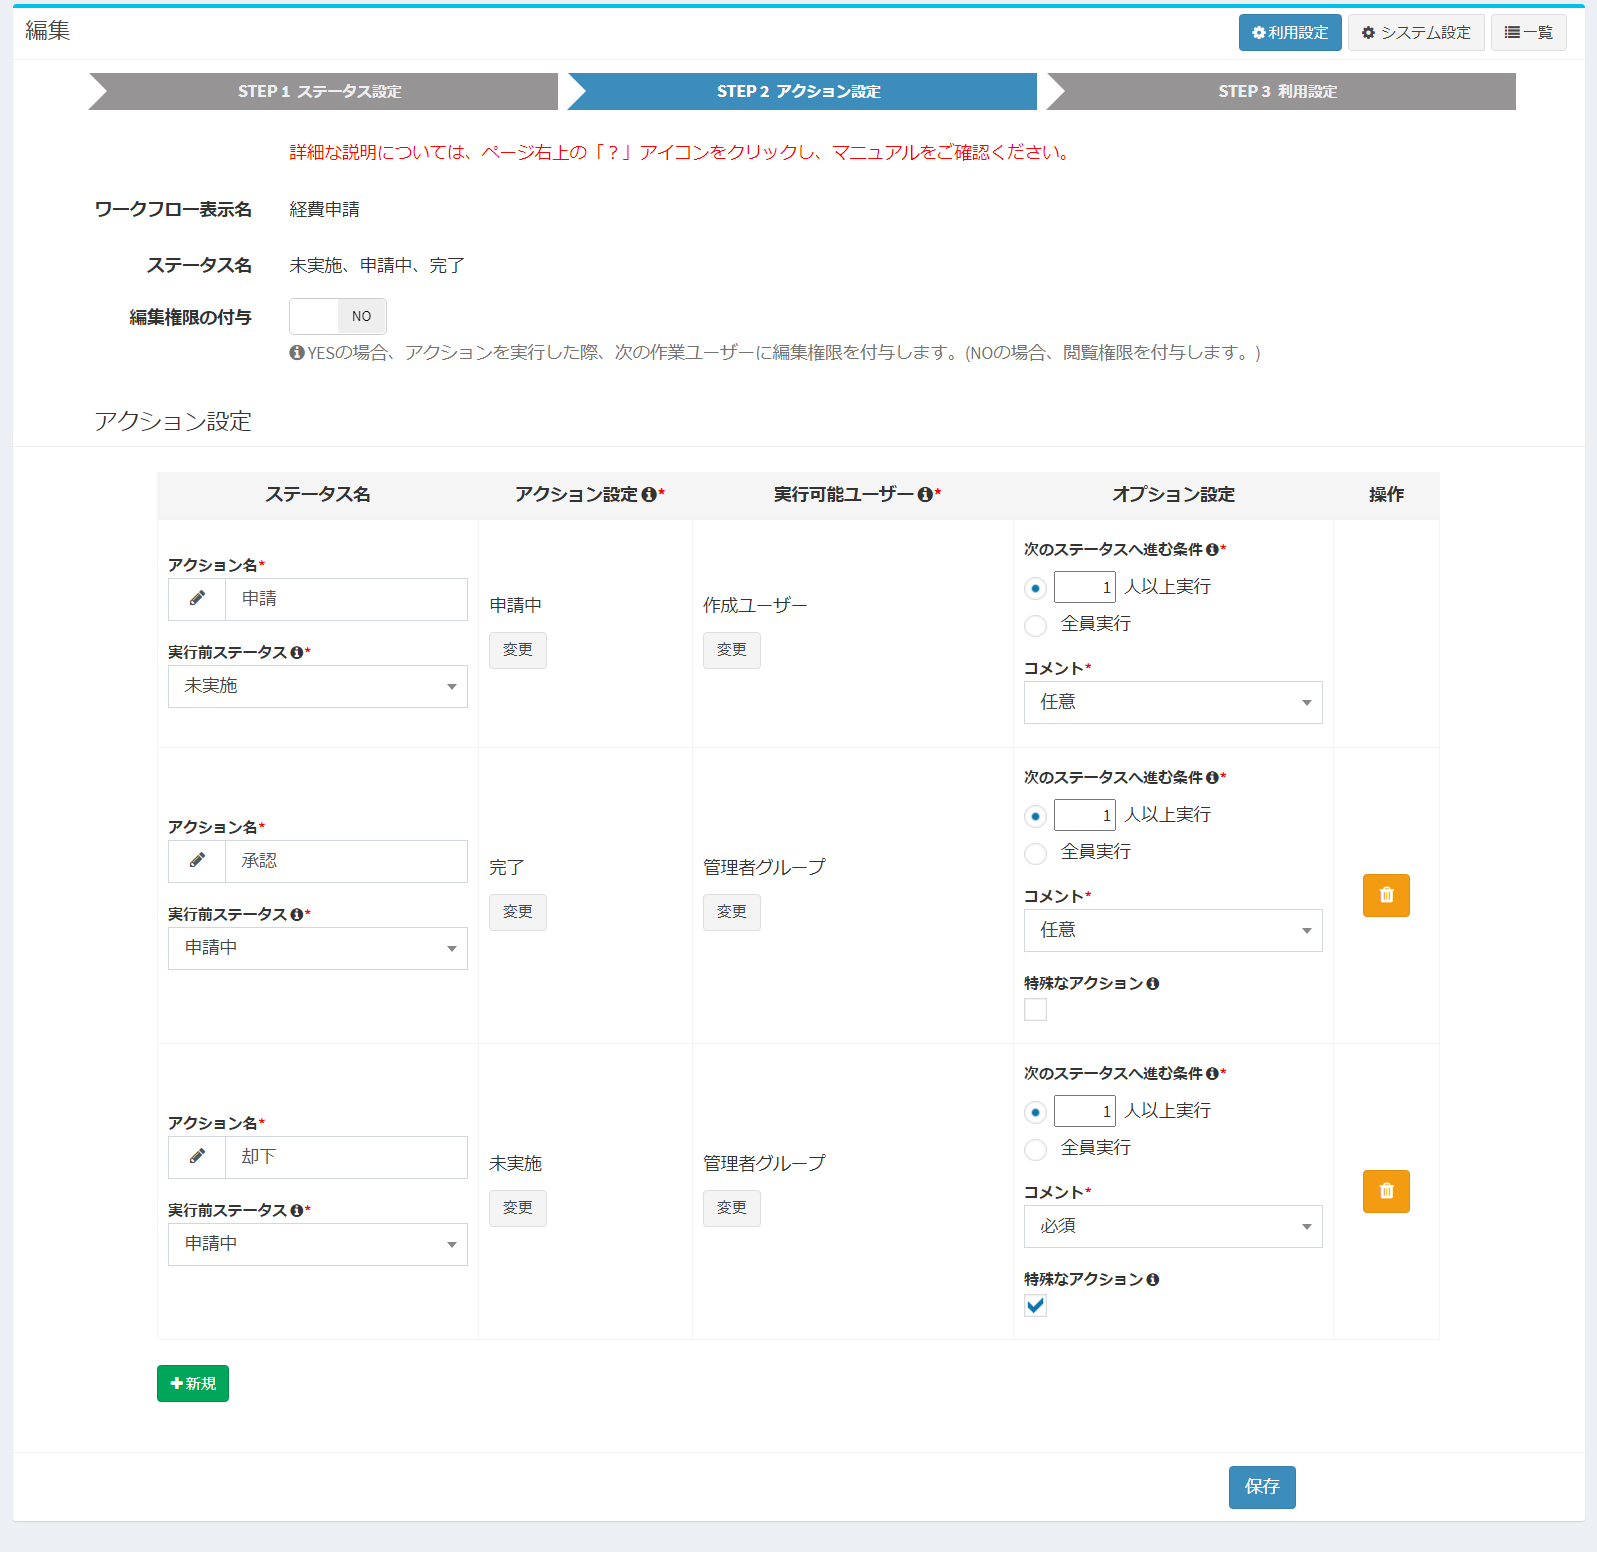 編集
利用設定
システム設定
一覧
STEP 1 ステータス設定
STEP 2 アクション設定
STEP 3 利用設定
詳細な説明については、ページ右上の「？」アイコンをクリックし、マニュアルをご確認ください。
ワークフロー表示名 経費申請
ステータス名 未実施、申請中、完了
編集権限の付与 NO
YESの場合、アクションを実行した際、次の作業ユーザーに編集権限を付与します。(NOの場合、閲覧権限を付与します。)
アクション設定
ステータス名 アクション設定* 実行可能ユーザー* オプション設定 操作
アクション名*
申請
実行前ステータス*
未実施
申請中
変更
作成ユーザー
変更
次のステータスへ進む条件*
1 人以上実行
全員実行
コメント*
任意
アクション名*
承認
実行前ステータス*
申請中
完了
変更
管理者グループ
変更
次のステータスへ進む条件*
1 人以上実行
全員実行
コメント*
任意
特殊なアクション
アクション名*
却下
実行前ステータス*
申請中
未実施
変更
管理者グループ
変更
次のステータスへ進む条件*
1 人以上実行
全員実行
コメント*
必須
特殊なアクション
新規
保存